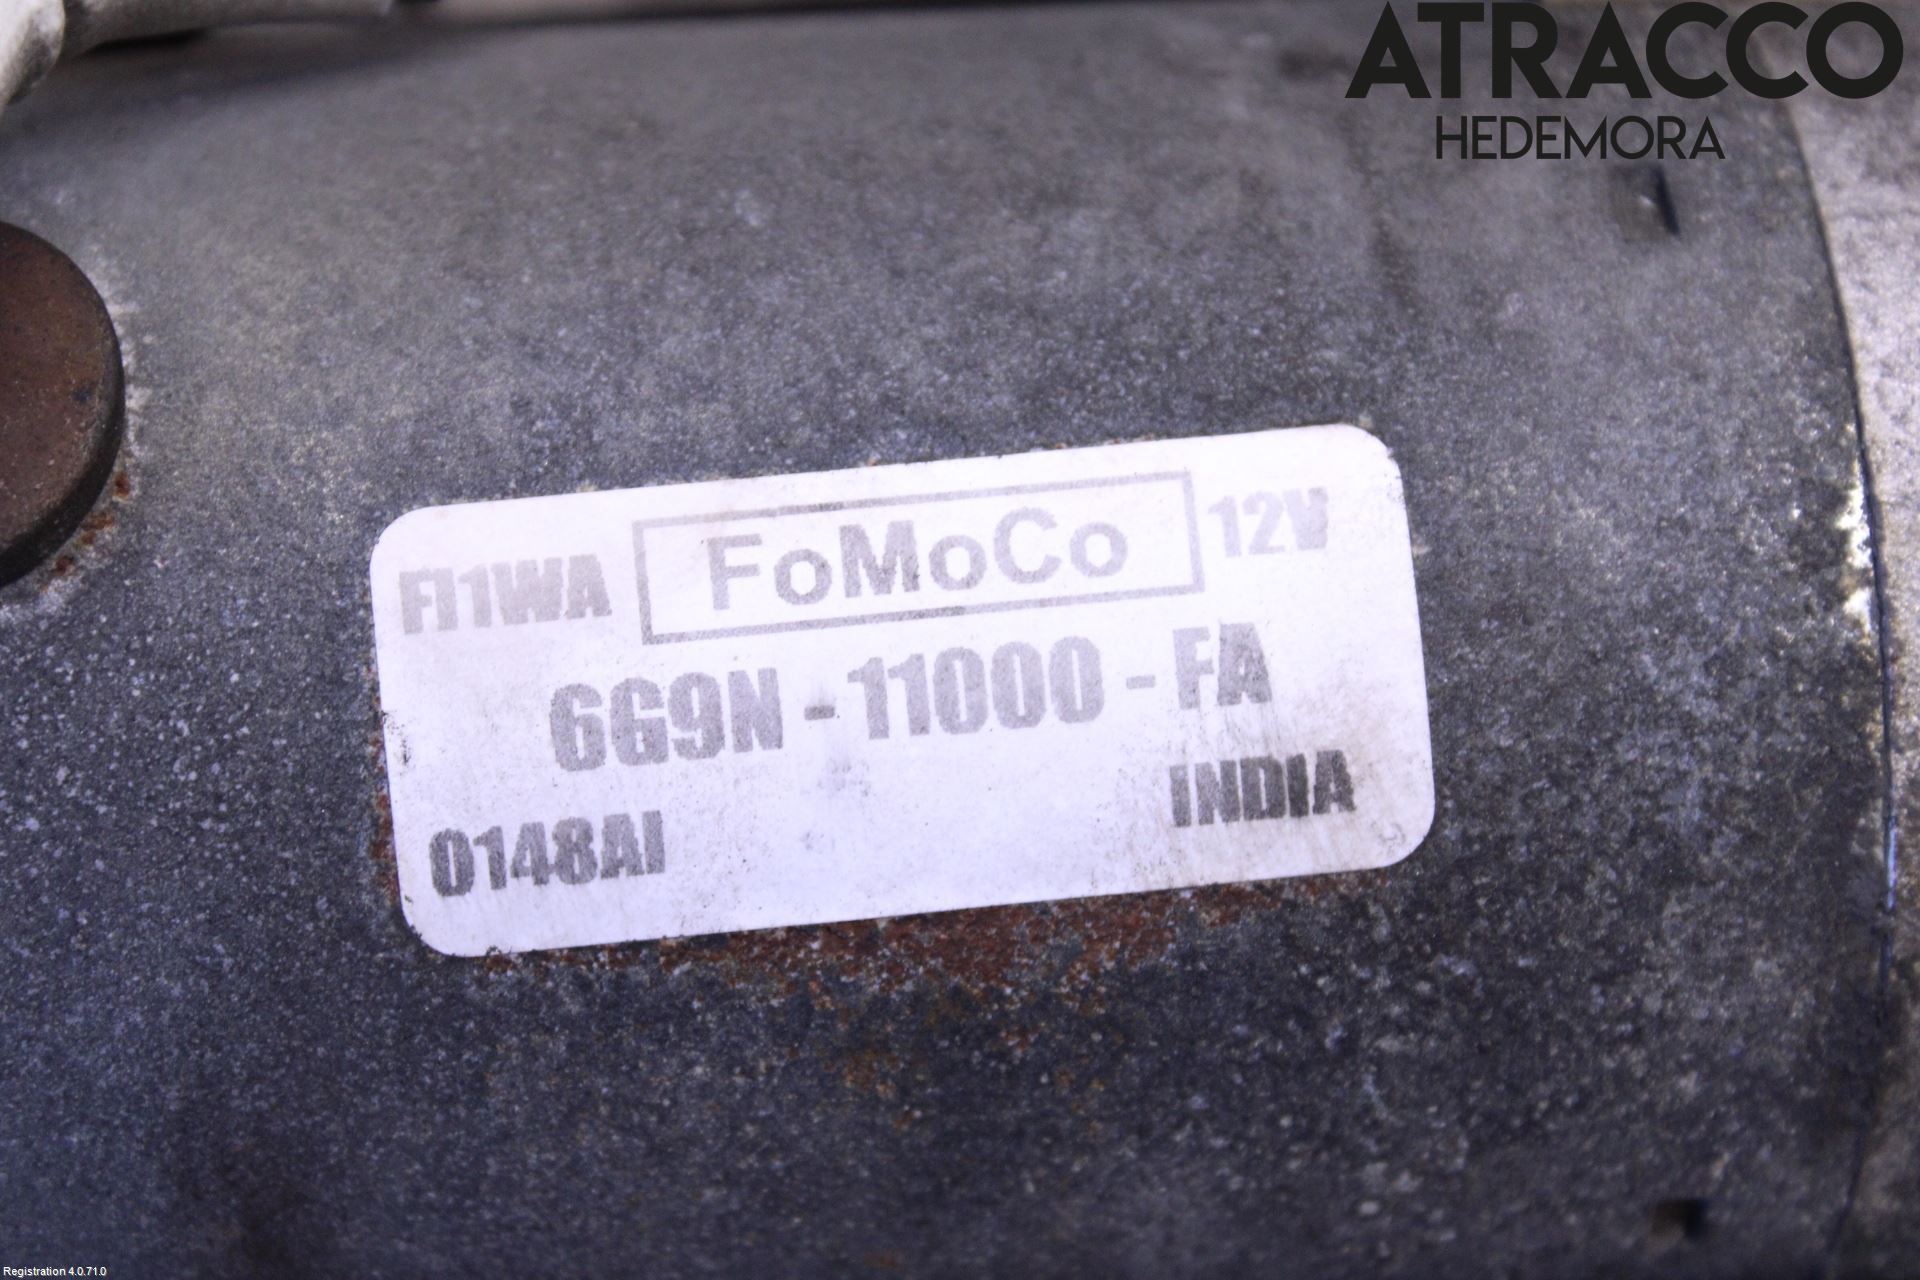 ATRACCO
HEDEMORA
FI1WA FoMoCo 12V
6G9N - 11000 - FA
INDIA
0148AI
Registration 4.0.71.0